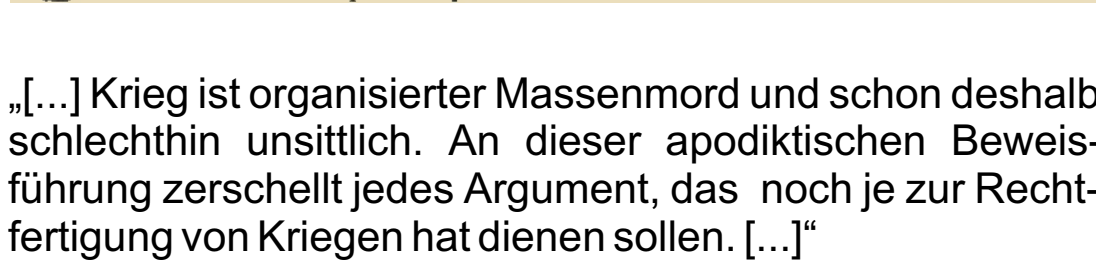 „[...] Krieg ist organisierter Massenmord und schon deshalb
schlechthin unsittlich. An dieser apodiktischen Beweis-
führung zerschellt jedes Argument, das noch je zur Recht-
fertigung von Kriegen hat dienen sollen. [...]“